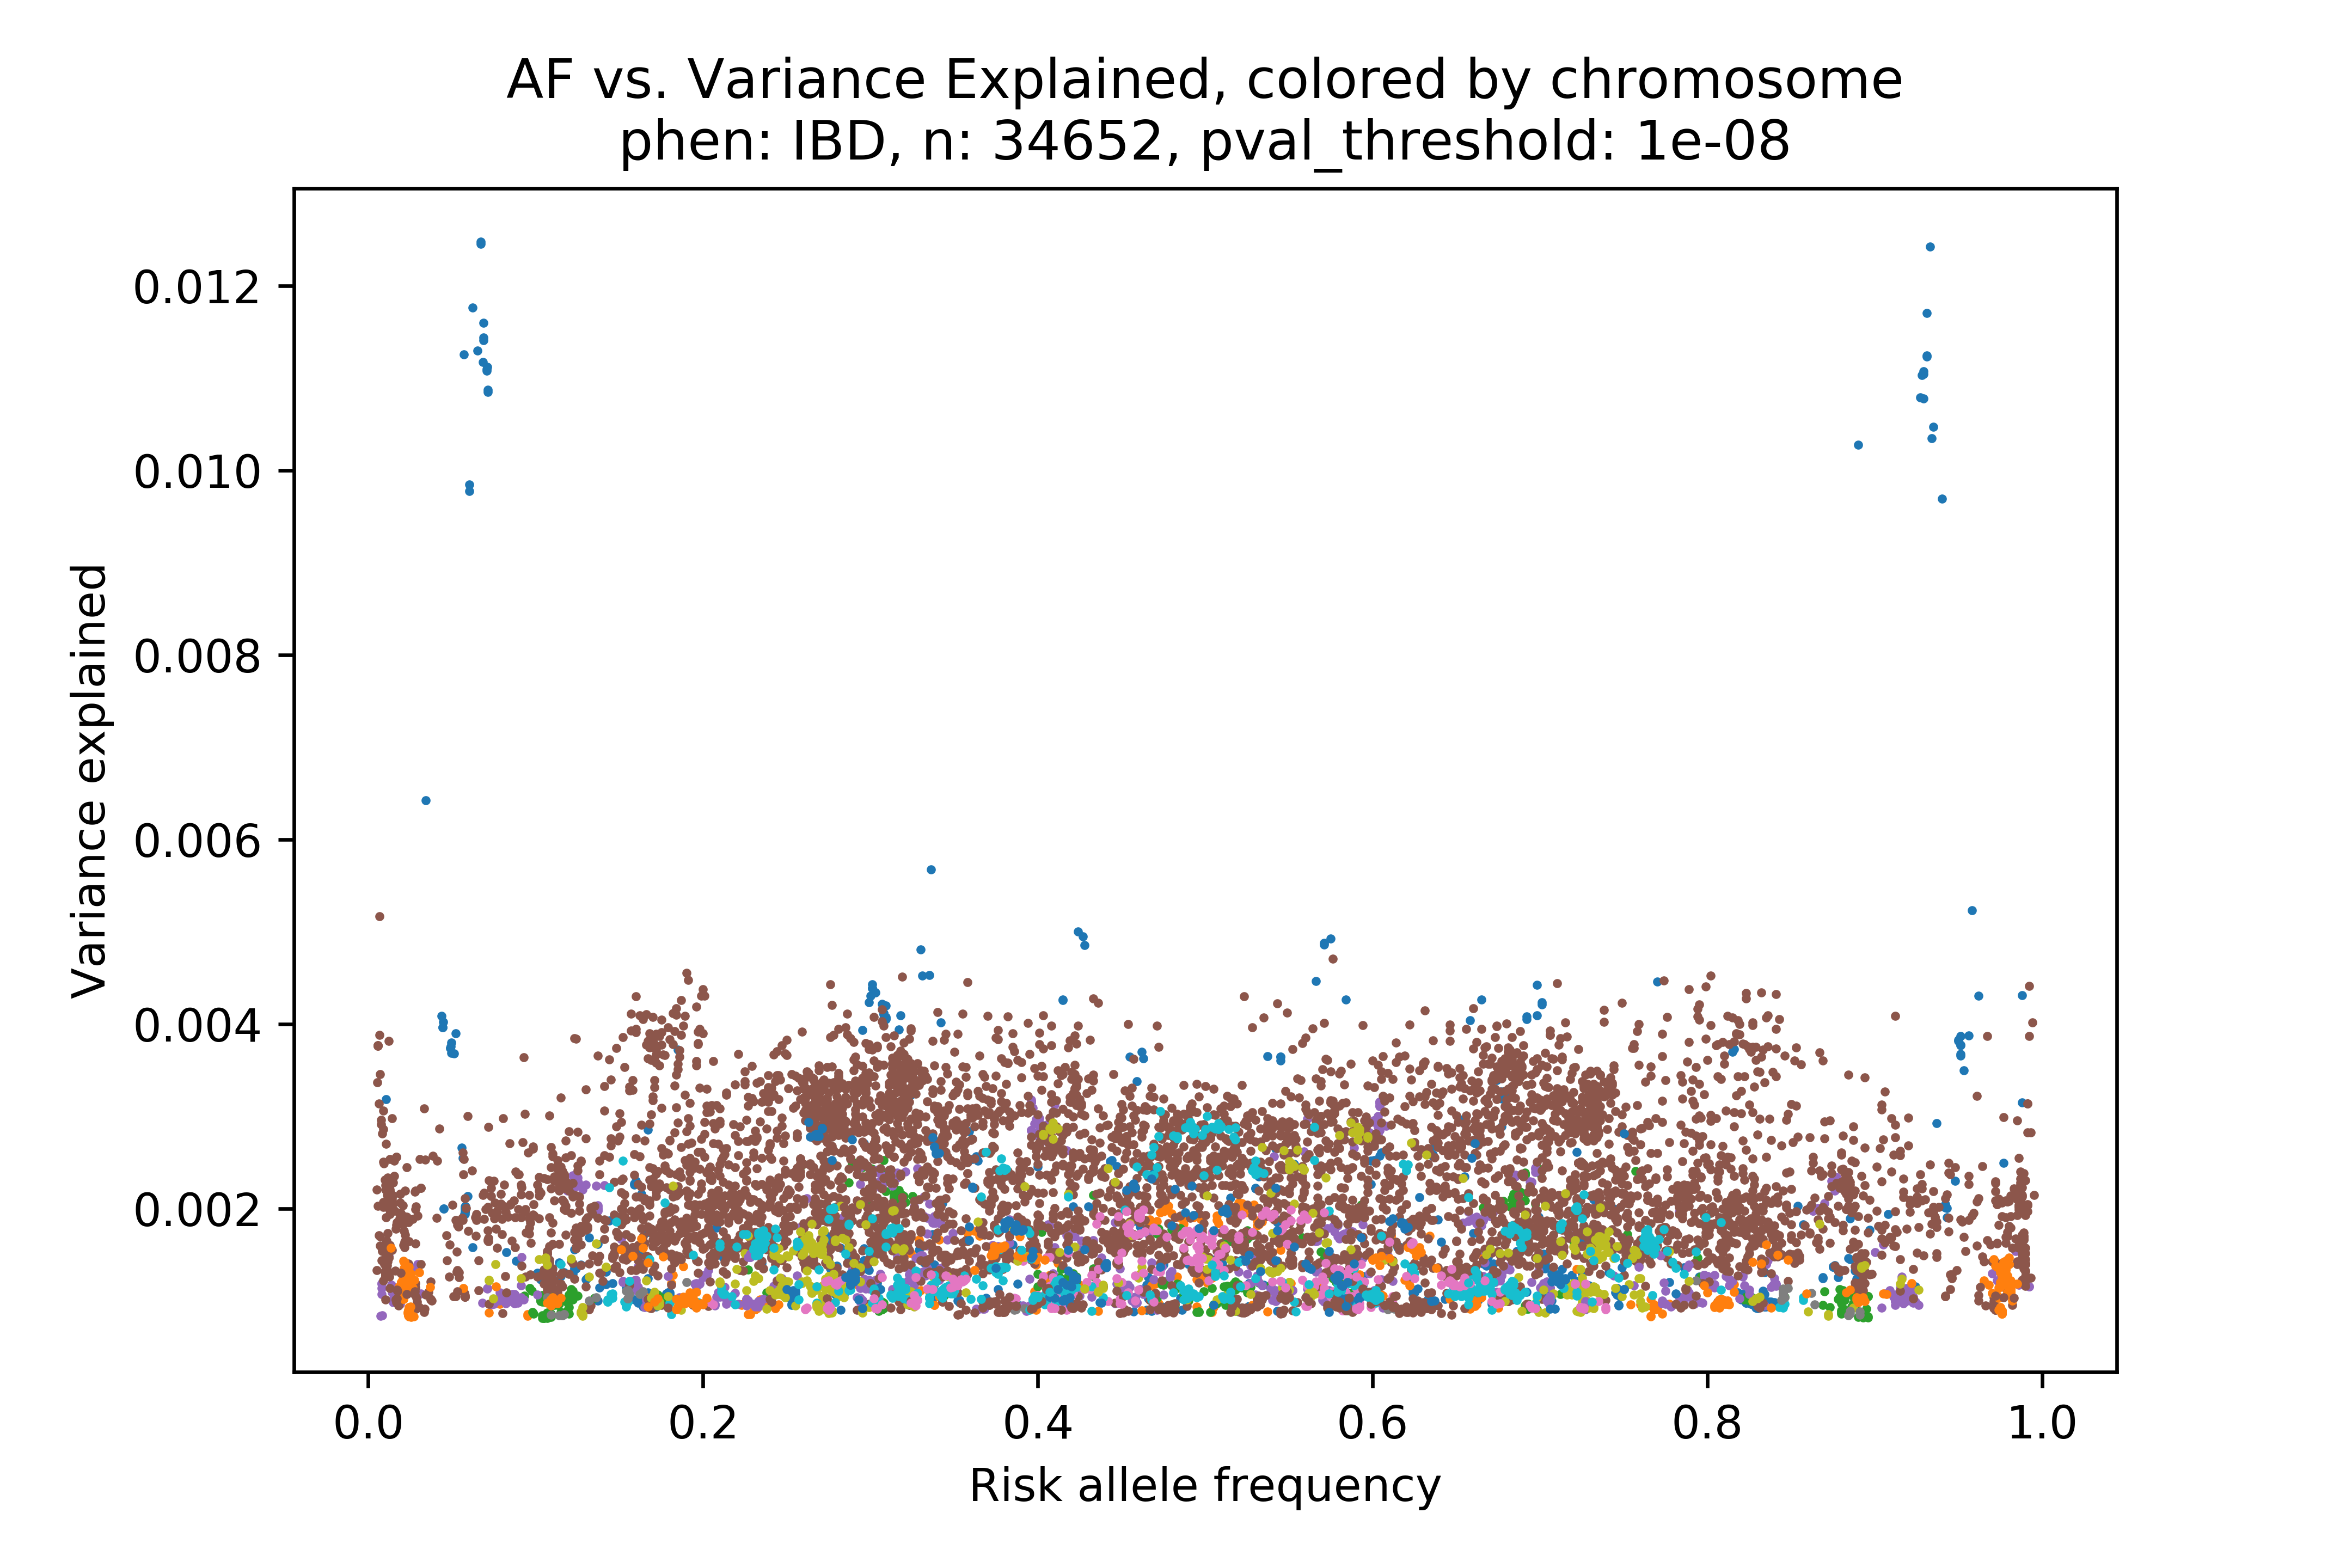 AF vs. Variance Explained, colored by chromosome
phen: IBD, n: 34652, pval_threshold: 1e-08
Variance explained
0.012
0.010
0.008
0.006
0.004
0.002
0.0 0.2 0.4 0.6 0.8 1.0
Risk allele frequency